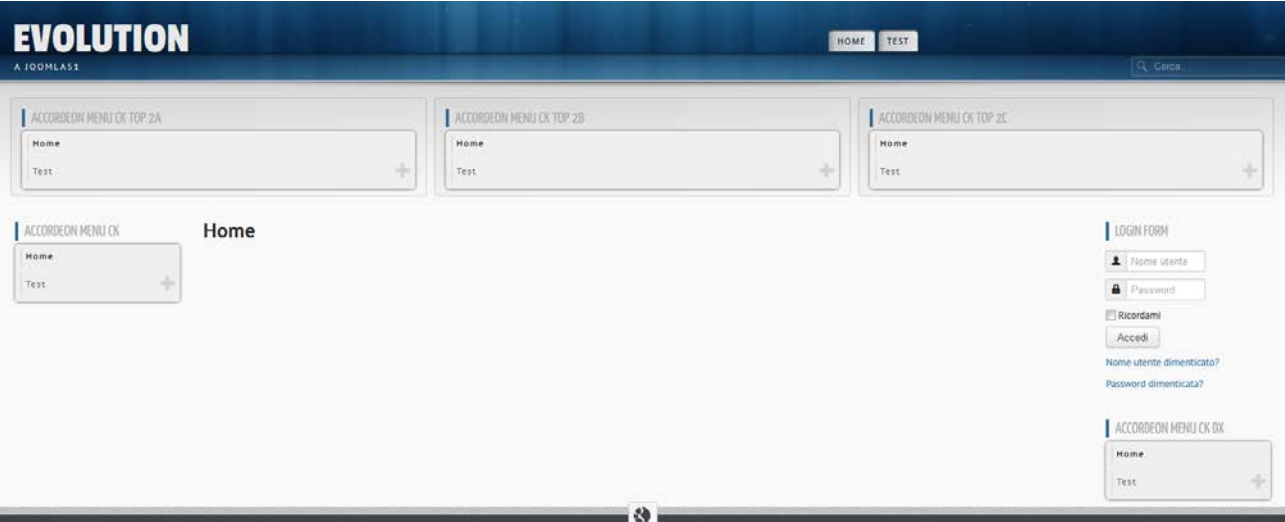 EVOLUTION
A JOOMLA51
HOME TEST
Cerca...
ACCORDEON MENU CK TOP 2A
Home
Test
ACCORDEON MENU CK TOP 2B
Home
Test
ACCORDEON MENU CK TOP 2C
Home
Test
ACCORDEON MENU CK
Home
Test
Home
LOGIN FORM
Nome utente
Password
Ricordami
Accedi
Nome utente dimenticato?
Password dimenticata?
ACCORDEON MENU CK DX
Home
Test